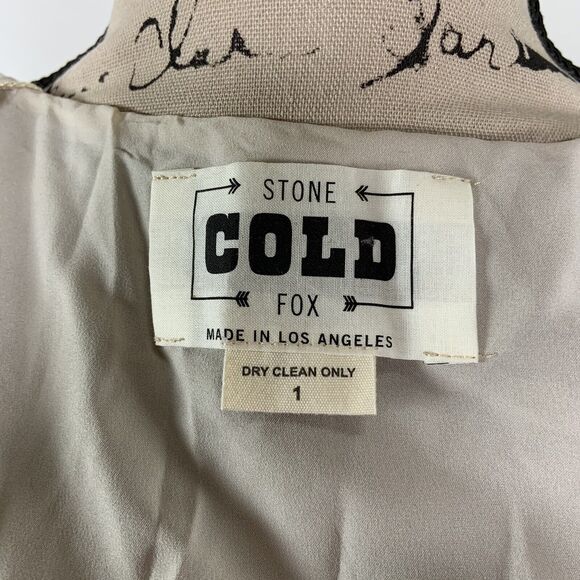 STONE
COLD
FOX
MADE IN LOS ANGELES
DRY CLEAN ONLY
1